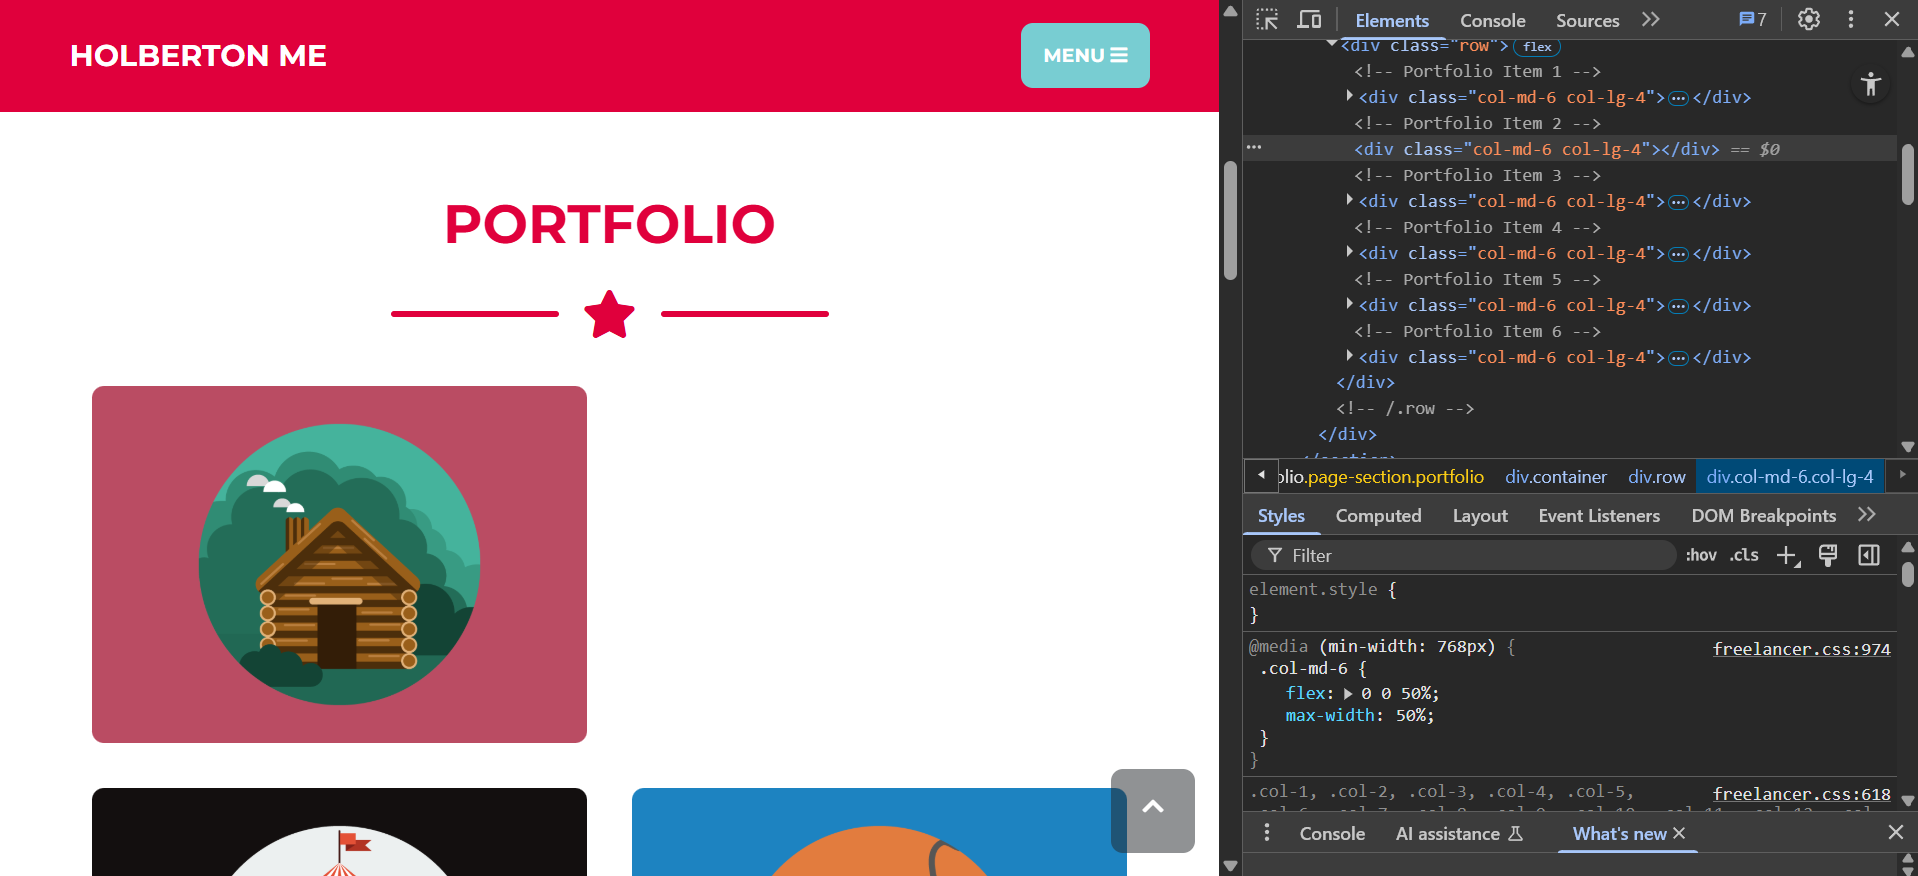 HOLBERTON ME
MENU
PORTFOLIO
Elements Console Sources 7
<div class="row"> flex
<!-- Portfolio Item 1 -->
<div class="col-md-6 col-lg-4"> … </div>
<!-- Portfolio Item 2 -->
<div class="col-md-6 col-lg-4"></div> == $0
<!-- Portfolio Item 3 -->
<div class="col-md-6 col-lg-4"> … </div>
<!-- Portfolio Item 4 -->
<div class="col-md-6 col-lg-4"> … </div>
<!-- Portfolio Item 5 -->
<div class="col-md-6 col-lg-4"> … </div>
<!-- Portfolio Item 6 -->
<div class="col-md-6 col-lg-4"> … </div>
</div>
<!-- /.row -->
</div>
</section>
olio.page-section.portfolio div.container div.row div.col-md-6.col-lg-4
Styles Computed Layout Event Listeners DOM Breakpoints
Filter :hov .cls
element.style {
}
@media (min-width: 768px) { freelancer.css:974
.col-md-6 {
flex: 0 0 50%;
max-width: 50%;
}
}
.col-1, .col-2, .col-3, .col-4, .col-5, freelancer.css:618
Console AI assistance What's new